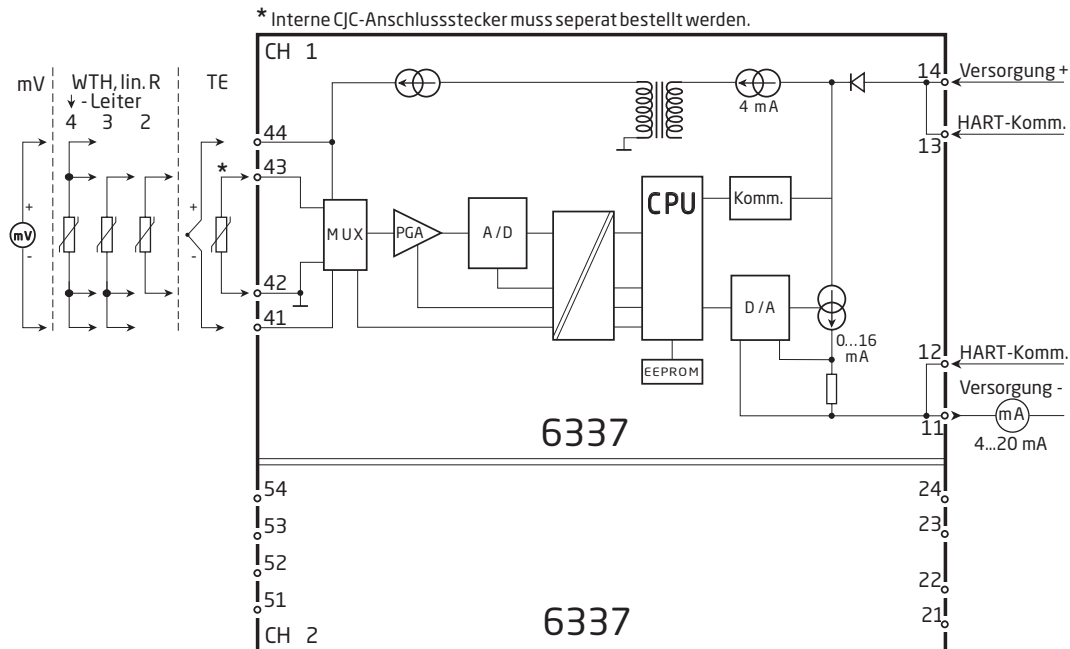 * Interne CJC-Anschlussstecker muss seperat bestellt werden.
CH 1
mV
WTH, lin. R
- Leiter
4 3 2
TE
*
+
mV
-
+
-
44
43
42
41
MUX
PGA
A/D
CPU
Komm.
D/A
EEPROM
4 mA
0...16
mA
14
Versorgung +
HART-Komm.
13
12
HART-Komm.
Versorgung -
11
mA
4...20 mA
6337
54
53
52
51
24
23
22
21
6337
CH 2